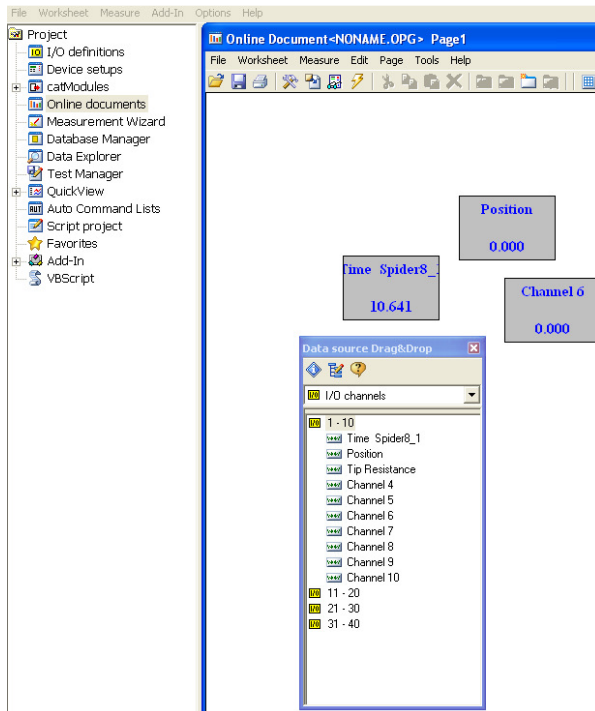 File Worksheet Measure Add-In Options Help
Project
I/O definitions
Device setups
catModules
Online documents
Measurement Wizard
Database Manager
Data Explorer
Test Manager
QuickView
Auto Command Lists
Script project
Favorites
Add-In
VBScript
Online Document<NONAME.OPG> Page1
File Worksheet Measure Edit Page Tools Help
Position
0.000
Time Spider8_1
10.641
Channel 6
0.000
Data source Drag&Drop
I/O channels
1 - 10
Time Spider8_1
Position
Tip Resistance
Channel 4
Channel 5
Channel 6
Channel 7
Channel 8
Channel 9
Channel 10
11 - 20
21 - 30
31 - 40